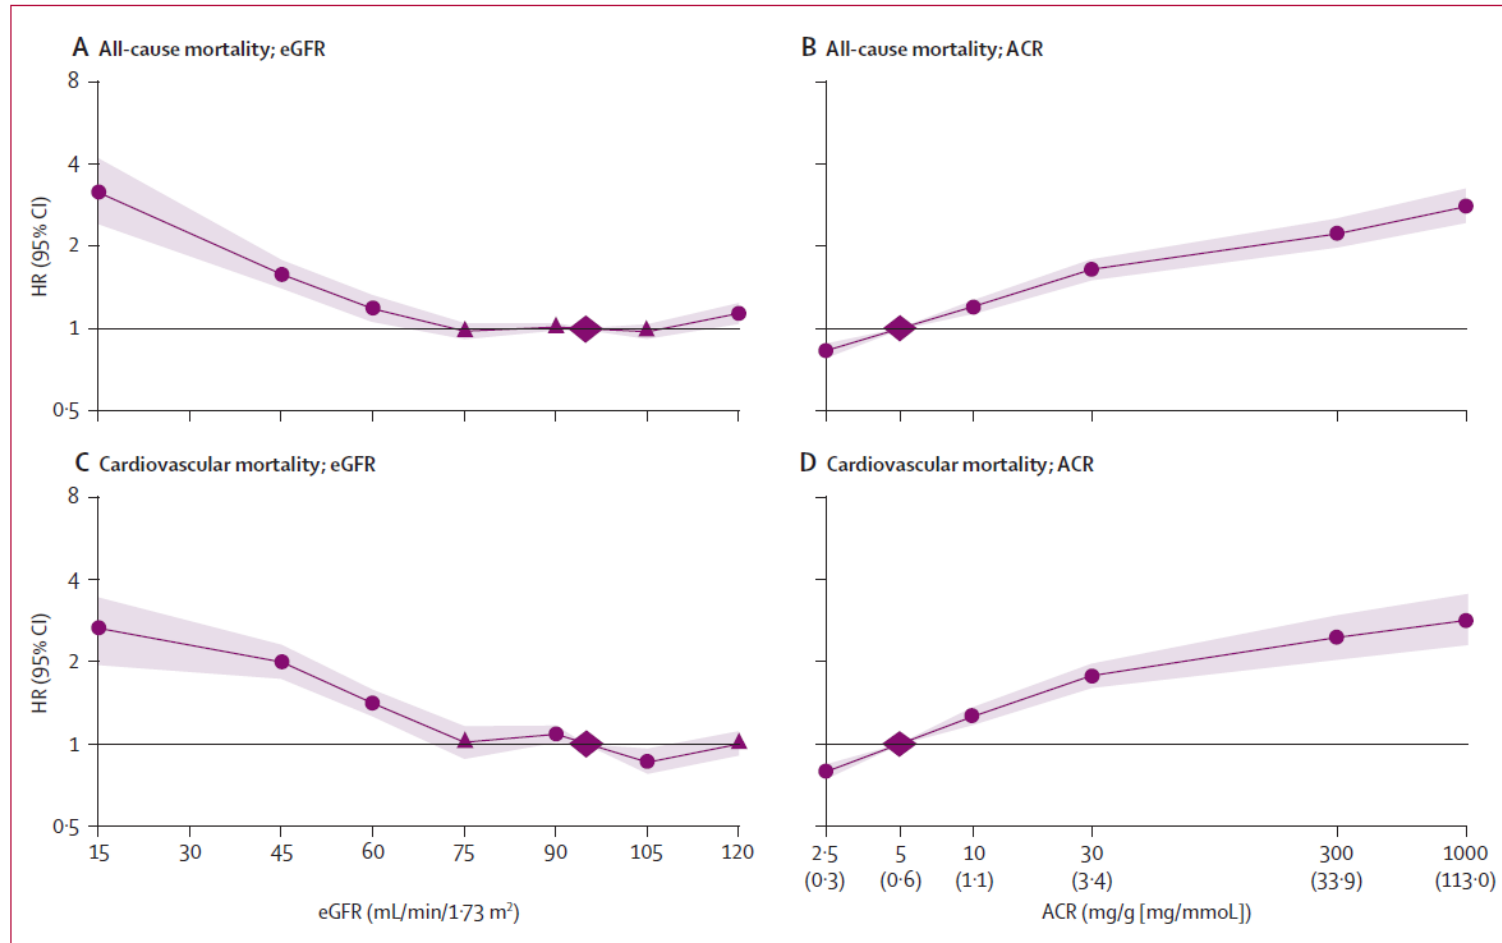 A All-cause mortality; eGFR
B All-cause mortality; ACR
8
4
2
1
0·5
HR (95% CI)
C Cardiovascular mortality; eGFR
D Cardiovascular mortality; ACR
8
4
2
1
0·5
HR (95% CI)
15 30 45 60 75 90 105 120
eGFR (mL/min/1·73 m²)
2·5 5 10 30 300 1000
(0·3) (0·6) (1·1) (3·4) (33·9) (113·0)
ACR (mg/g [mg/mmoL])